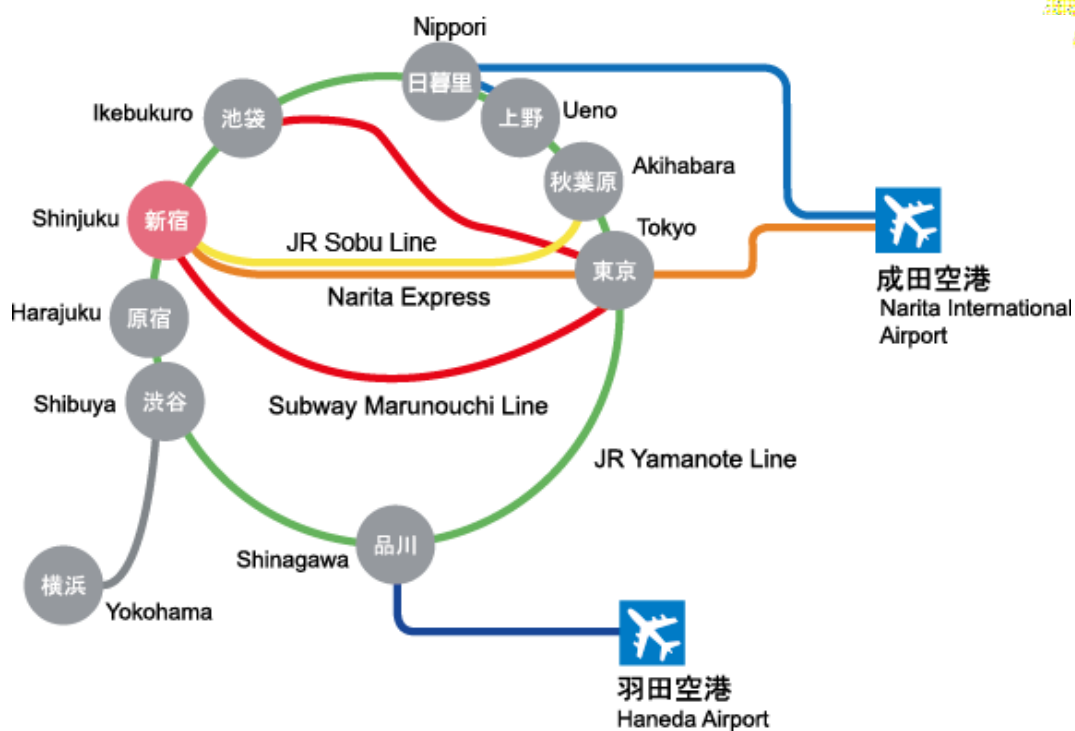 Nippori
日暮里
Ikebukuro
池袋
上野
Ueno
秋葉原
Akihabara
Shinjuku
新宿
Tokyo
JR Sobu Line
東京
Narita Express
成田空港
Narita International
Airport
Harajuku
原宿
Shibuya
渋谷
Subway Marunouchi Line
JR Yamanote Line
Shinagawa
品川
横浜
Yokohama
羽田空港
Haneda Airport